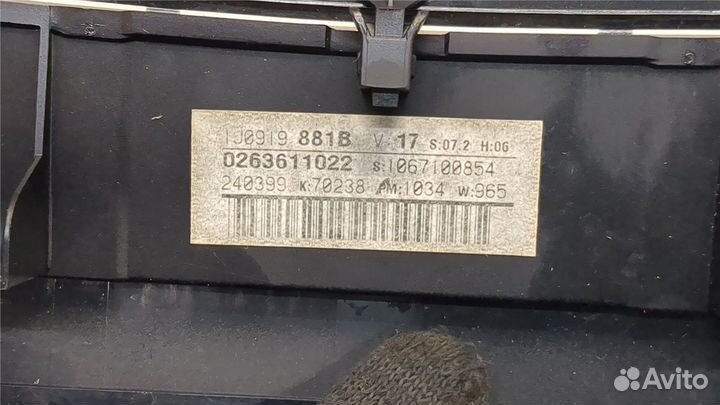 1J0919 881B V:17 S:07.2 H:06
0263611022 S:1067100854
240399 K:70238 AM:1034 W:965
Avito